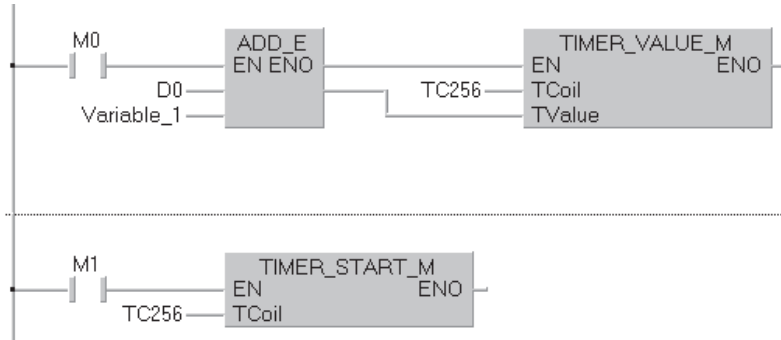 M0
ADD_E
EN ENO
D0
Variable_1
TIMER_VALUE_M
EN ENO
TC256 TCoil
TValue
M1
TIMER_START_M
EN ENO
TC256 TCoil